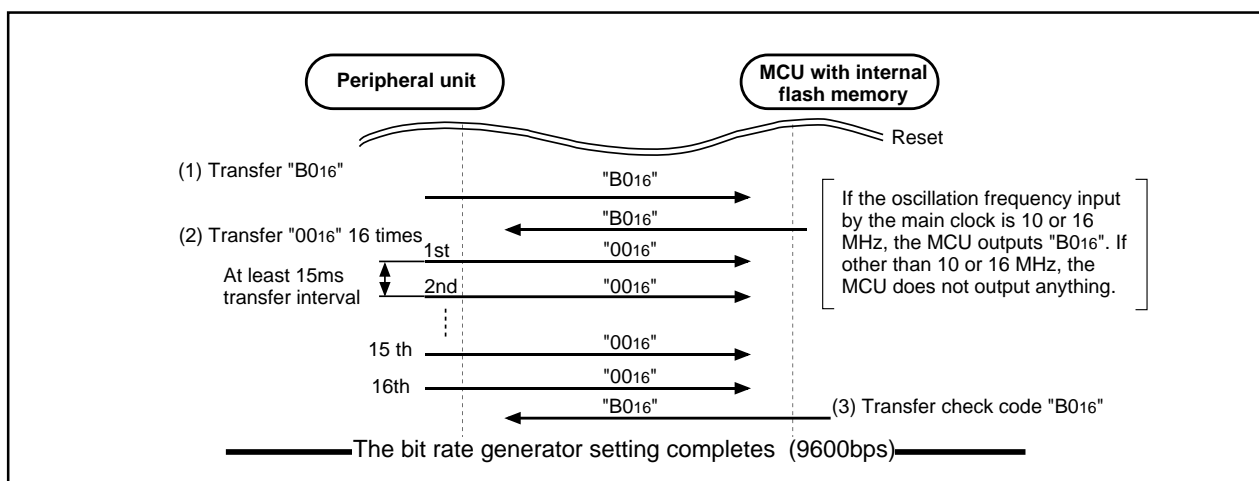 Peripheral unit
MCU with internal
flash memory
Reset
(1) Transfer "B016"
"B016"
"B016"
If the oscillation frequency input
by the main clock is 10 or 16
MHz, the MCU outputs "B016". If
other than 10 or 16 MHz, the
MCU does not output anything.
(2) Transfer "0016" 16 times
1st
"0016"
At least 15ms
transfer interval
2nd
"0016"
15 th
"0016"
16th
"0016"
"B016"
(3) Transfer check code "B016"
The bit rate generator setting completes (9600bps)